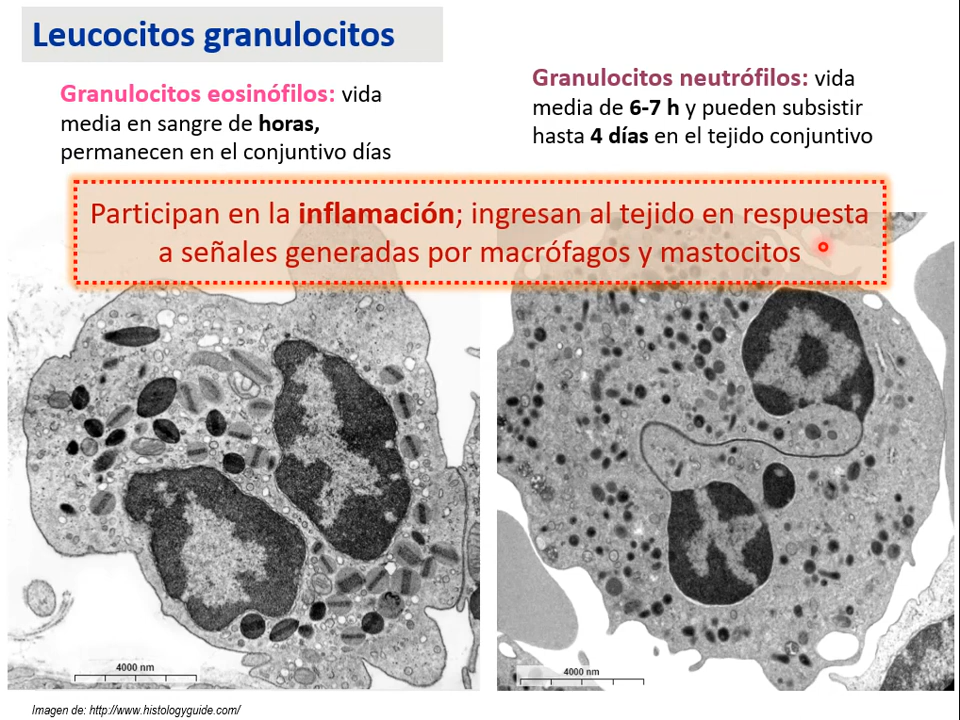 Leucocitos granulocitos
Granulocitos eosinófilos: vida
media en sangre de horas,
permanecen en el conjuntivo días
Granulocitos neutrófilos: vida
media de 6-7 h y pueden subsistir
hasta 4 días en el tejido conjuntivo
Participan en la inflamación; ingresan al tejido en respuesta
a señales generadas por macrófagos y mastocitos
4000 nm
4000 nm
Imagen de: http://www.histologyguide.com/